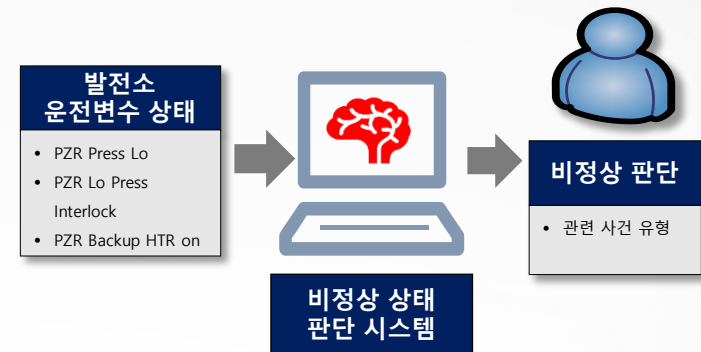 발전소
운전변수 상태
• PZR Press Lo
• PZR Lo Press
Interlock
• PZR Backup HTR on
비정상 상태
판단 시스템
비정상 판단
• 관련 사건 유형